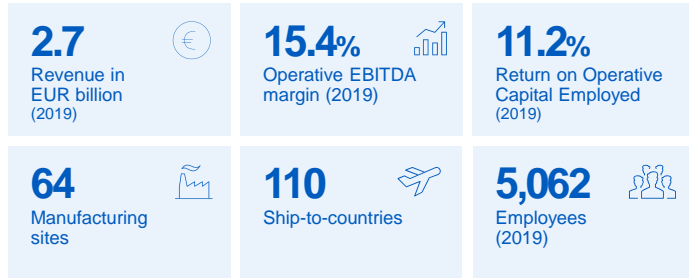 2.7
Revenue in
EUR billion
(2019)
15.4%
Operative EBITDA
margin (2019)
11.2%
Return on Operative
Capital Employed
(2019)
64
Manufacturing
sites
110
Ship-to-countries
5,062
Employees
(2019)